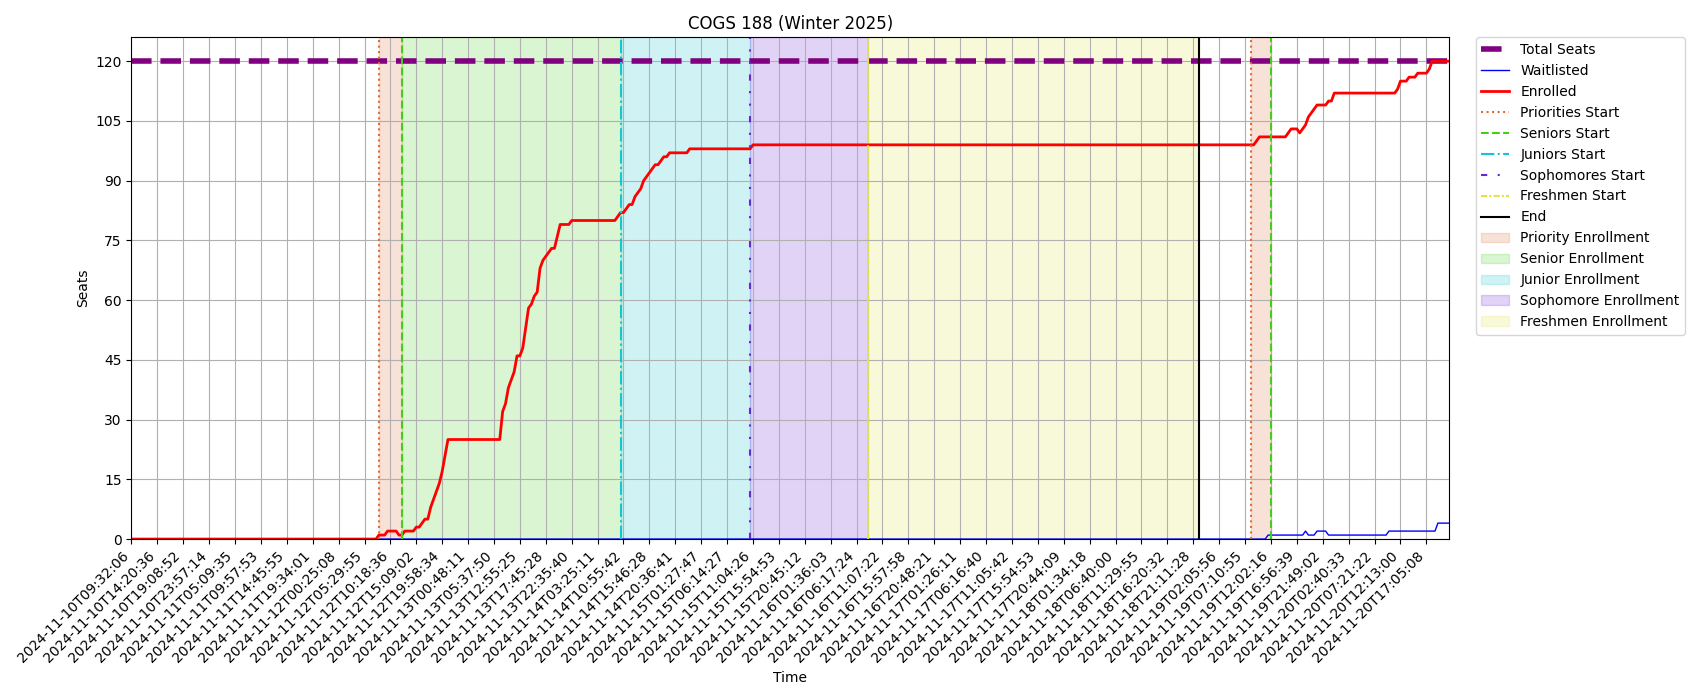 COGS 188 (Winter 2025)
120
105
90
75
60
45
30
15
0
Seats
2024-11-10T09:32:06
2024-11-10T14:20:36
2024-11-10T19:08:52
2024-11-10T23:57:14
2024-11-11T05:09:35
2024-11-11T09:57:53
2024-11-11T14:45:55
2024-11-11T19:34:01
2024-11-12T00:25:08
2024-11-12T05:29:55
2024-11-12T10:18:36
2024-11-12T15:09:02
2024-11-12T19:58:34
2024-11-13T00:48:11
2024-11-13T05:37:50
2024-11-13T12:55:25
2024-11-13T17:45:28
2024-11-13T22:35:40
2024-11-14T03:25:11
2024-11-14T10:55:42
2024-11-14T15:46:28
2024-11-14T20:36:41
2024-11-15T01:27:47
2024-11-15T06:14:27
2024-11-15T11:04:26
2024-11-15T15:54:53
2024-11-15T20:45:12
2024-11-16T01:36:03
2024-11-16T06:17:24
2024-11-16T11:07:22
2024-11-16T15:57:58
2024-11-16T20:48:21
2024-11-17T01:26:11
2024-11-17T06:16:40
2024-11-17T11:05:42
2024-11-17T15:54:53
2024-11-17T20:44:09
2024-11-18T01:34:18
2024-11-18T06:40:00
2024-11-18T11:29:55
2024-11-18T16:20:32
2024-11-18T21:11:28
2024-11-19T02:05:56
2024-11-19T07:10:55
2024-11-19T12:02:16
2024-11-19T16:56:39
2024-11-19T21:49:02
2024-11-20T02:40:33
2024-11-20T07:21:22
2024-11-20T12:13:00
2024-11-20T17:05:08
Time
Total Seats
Waitlisted
Enrolled
Priorities Start
Seniors Start
Juniors Start
Sophomores Start
Freshmen Start
End
Priority Enrollment
Senior Enrollment
Junior Enrollment
Sophomore Enrollment
Freshmen Enrollment